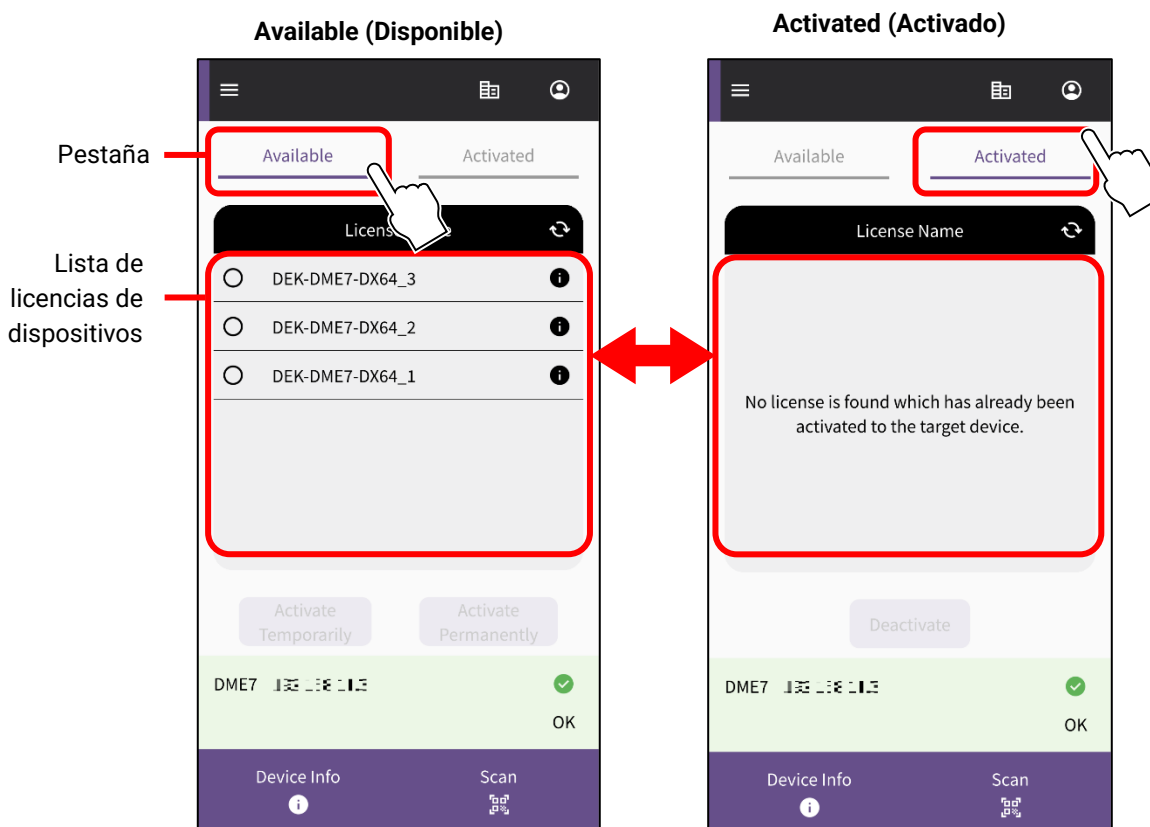 Available (Disponible)
Activated (Activado)
Pestaña
Lista de
licencias de
dispositivos
Available
Activated
DEK-DME7-DX64_3
DEK-DME7-DX64_2
DEK-DME7-DX64_1
Activate
Temporarily
Activate
Permanently
DME7
OK
Device Info
Scan
Available
Activated
License Name
No license is found which has already been
activated to the target device.
Deactivate
DME7
OK
Device Info
Scan